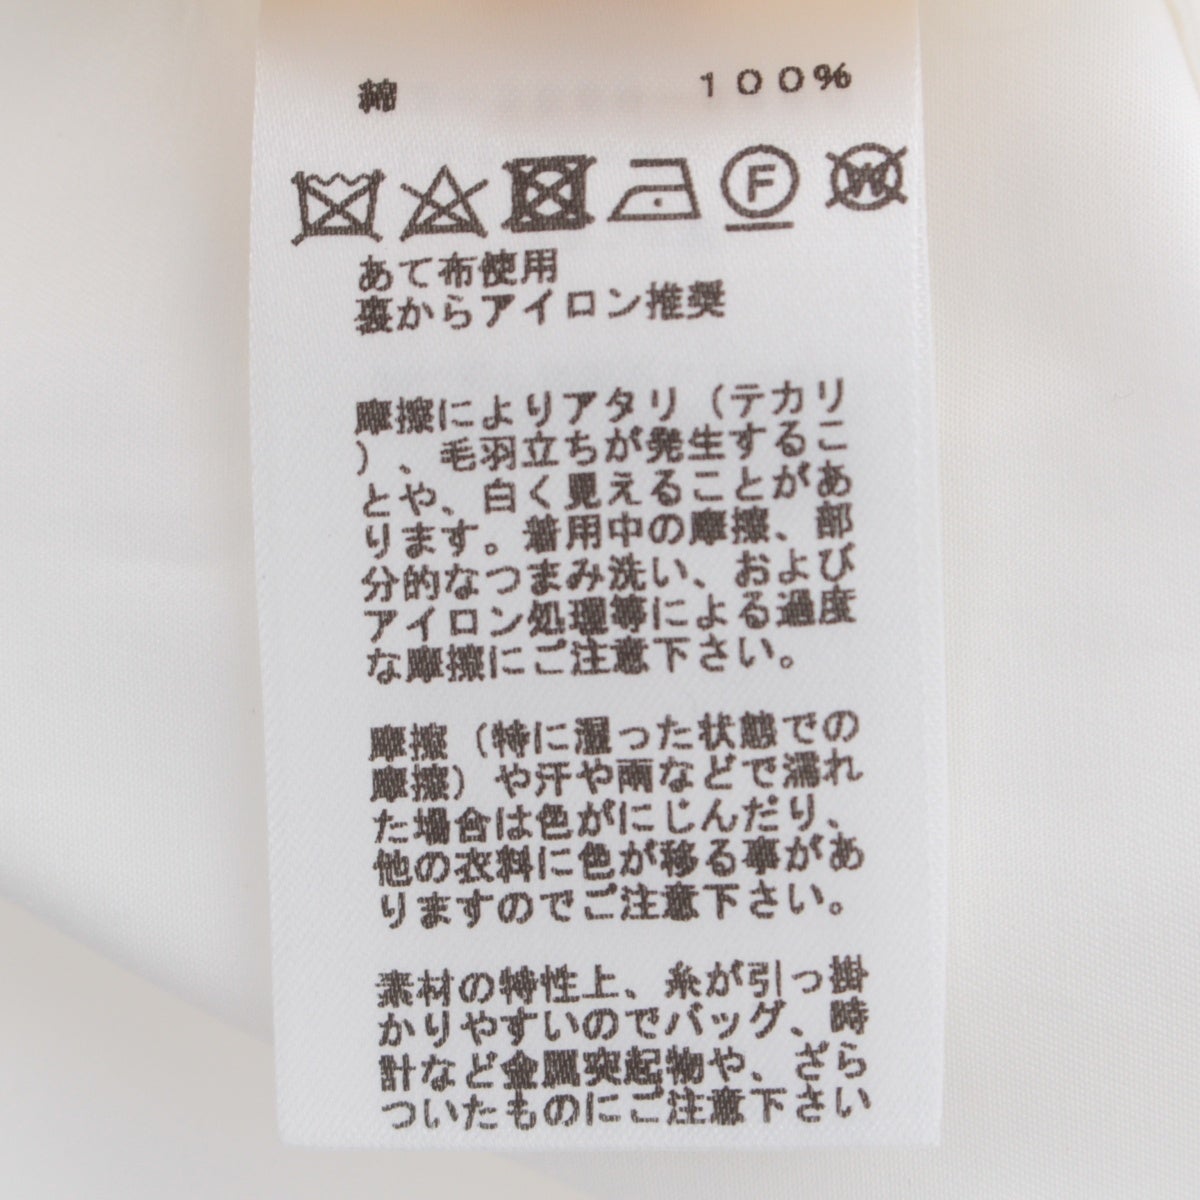 綿 100%
F W
あて布使用
裏からアイロン推奨
摩擦によりアタリ（テカリ
）、毛羽立ちが発生するこ
とや、白く見えることがあ
ります。着用中の摩擦、部
分的なつまみ洗い、および
アイロン処理等による過度
な摩擦にご注意下さい。
摩擦（特に湿った状態での
摩擦）や汗や雨などで濡れ
た場合は色がにじんだり、
他の衣料に色が移る事があ
りますのでご注意下さい。
素材の特性上、糸が引っ掛
かりやすいのでバッグ、時
計など金属突起物や、ざら
ついたものにご注意下さい